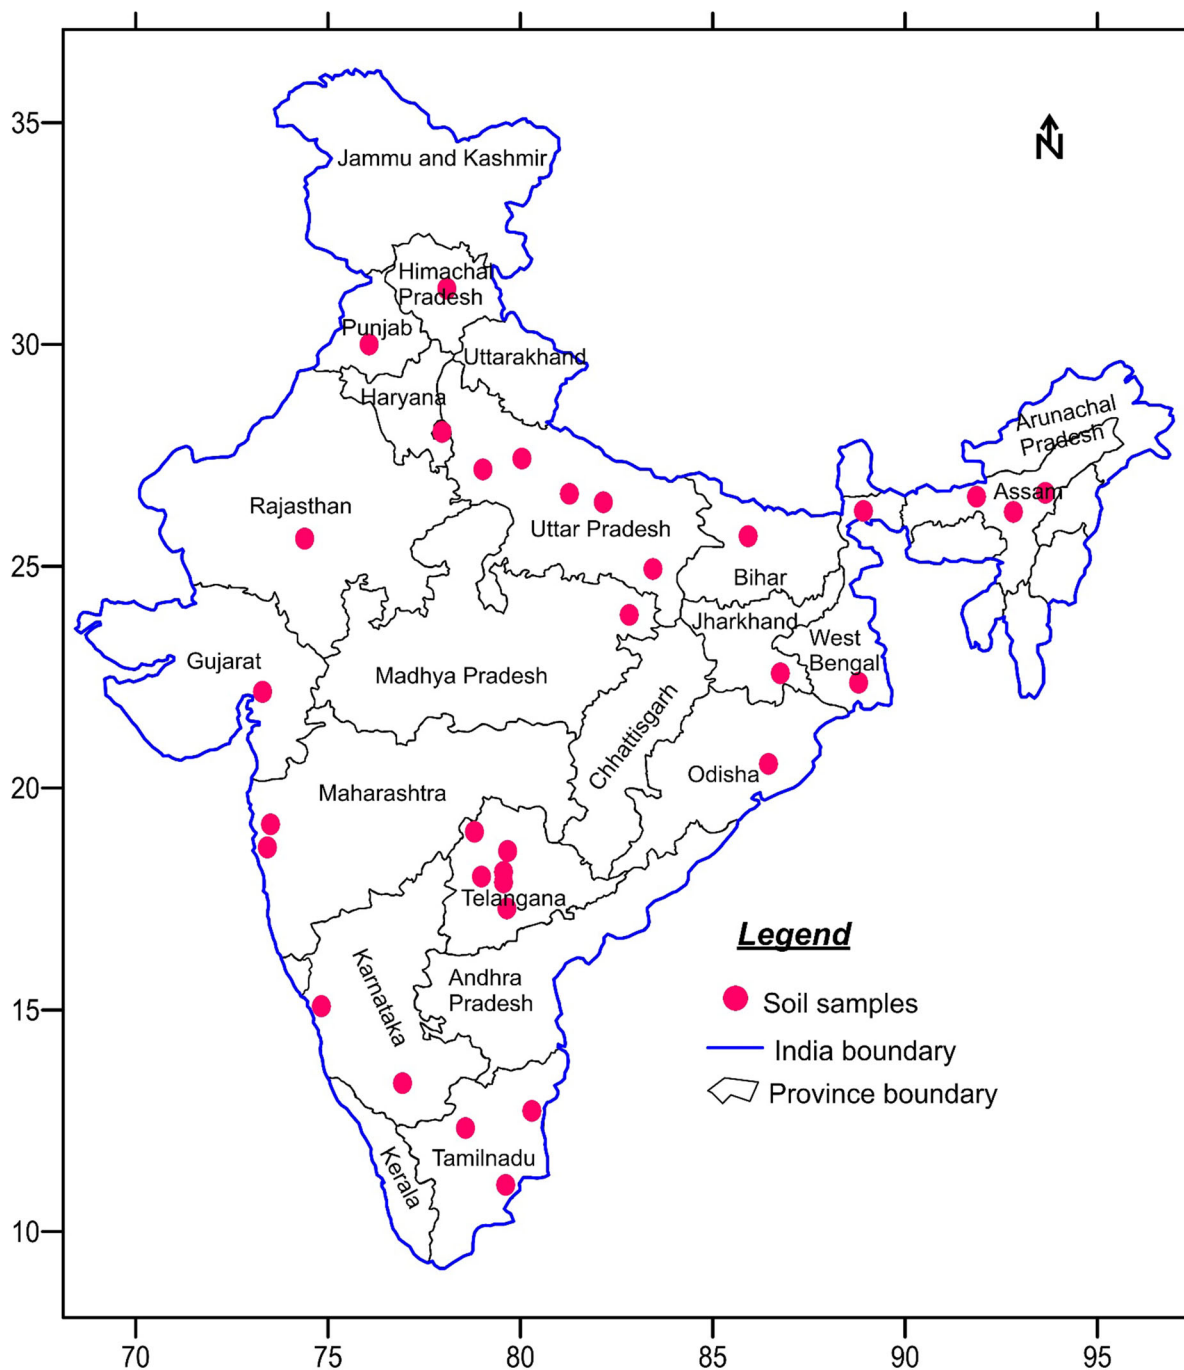 35
30
25
20
15
10
70
75
80
85
90
95
N
Jammu and Kashmir
Himachal
Pradesh
Punjab
Uttarakhand
Haryana
Arunachal
Pradesh
Rajasthan
Assam
Uttar Pradesh
Bihar
Jharkhand
West
Bengal
Gujarat
Madhya Pradesh
Chhattisgarh
Odisha
Maharashtra
Telangana
Karnataka
Andhra
Pradesh
Tamilnadu
Kerala
Legend
Soil samples
India boundary
Province boundary